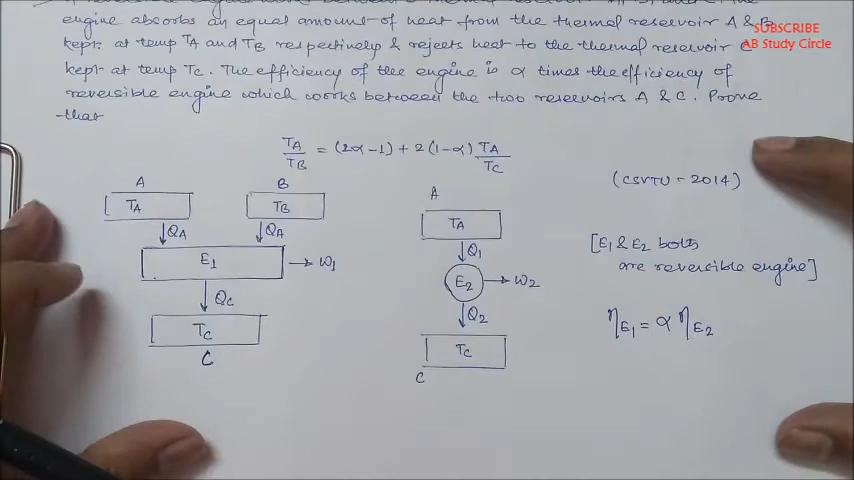 engine absorbs an equal amount of heat from the thermal reservoir A & B
kept at temp TA and TB respectively & rejects heat to the thermal reservoir C
kept at temp TC. The efficiency of the engine is α times the efficiency of
reversible engine which works between the two reservoirs A & C. Prove
that
TA/TB = (2α-1) + 2(1-α) TA/TC
(CSVTU - 2014)
A
TA
QA
B
TB
QA
E1
W1
QC
TC
C
A
TA
Q1
E2
W2
Q2
TC
C
[E1 & E2 both
are reversible engine]
ηE1 = α ηE2
SUBSCRIBE
AB Study Circle